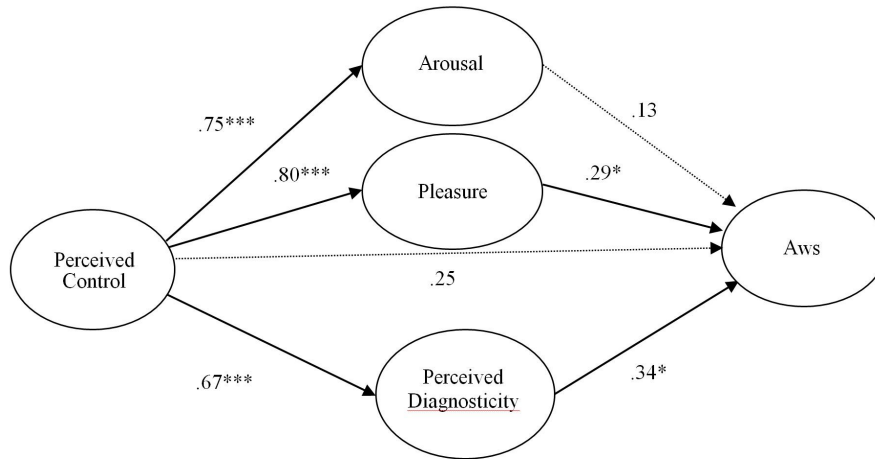 Arousal
.75***
.13
.80***
Pleasure
.29*
Perceived
Control
Aws
.25
.67***
Perceived
Diagnosticity
.34*